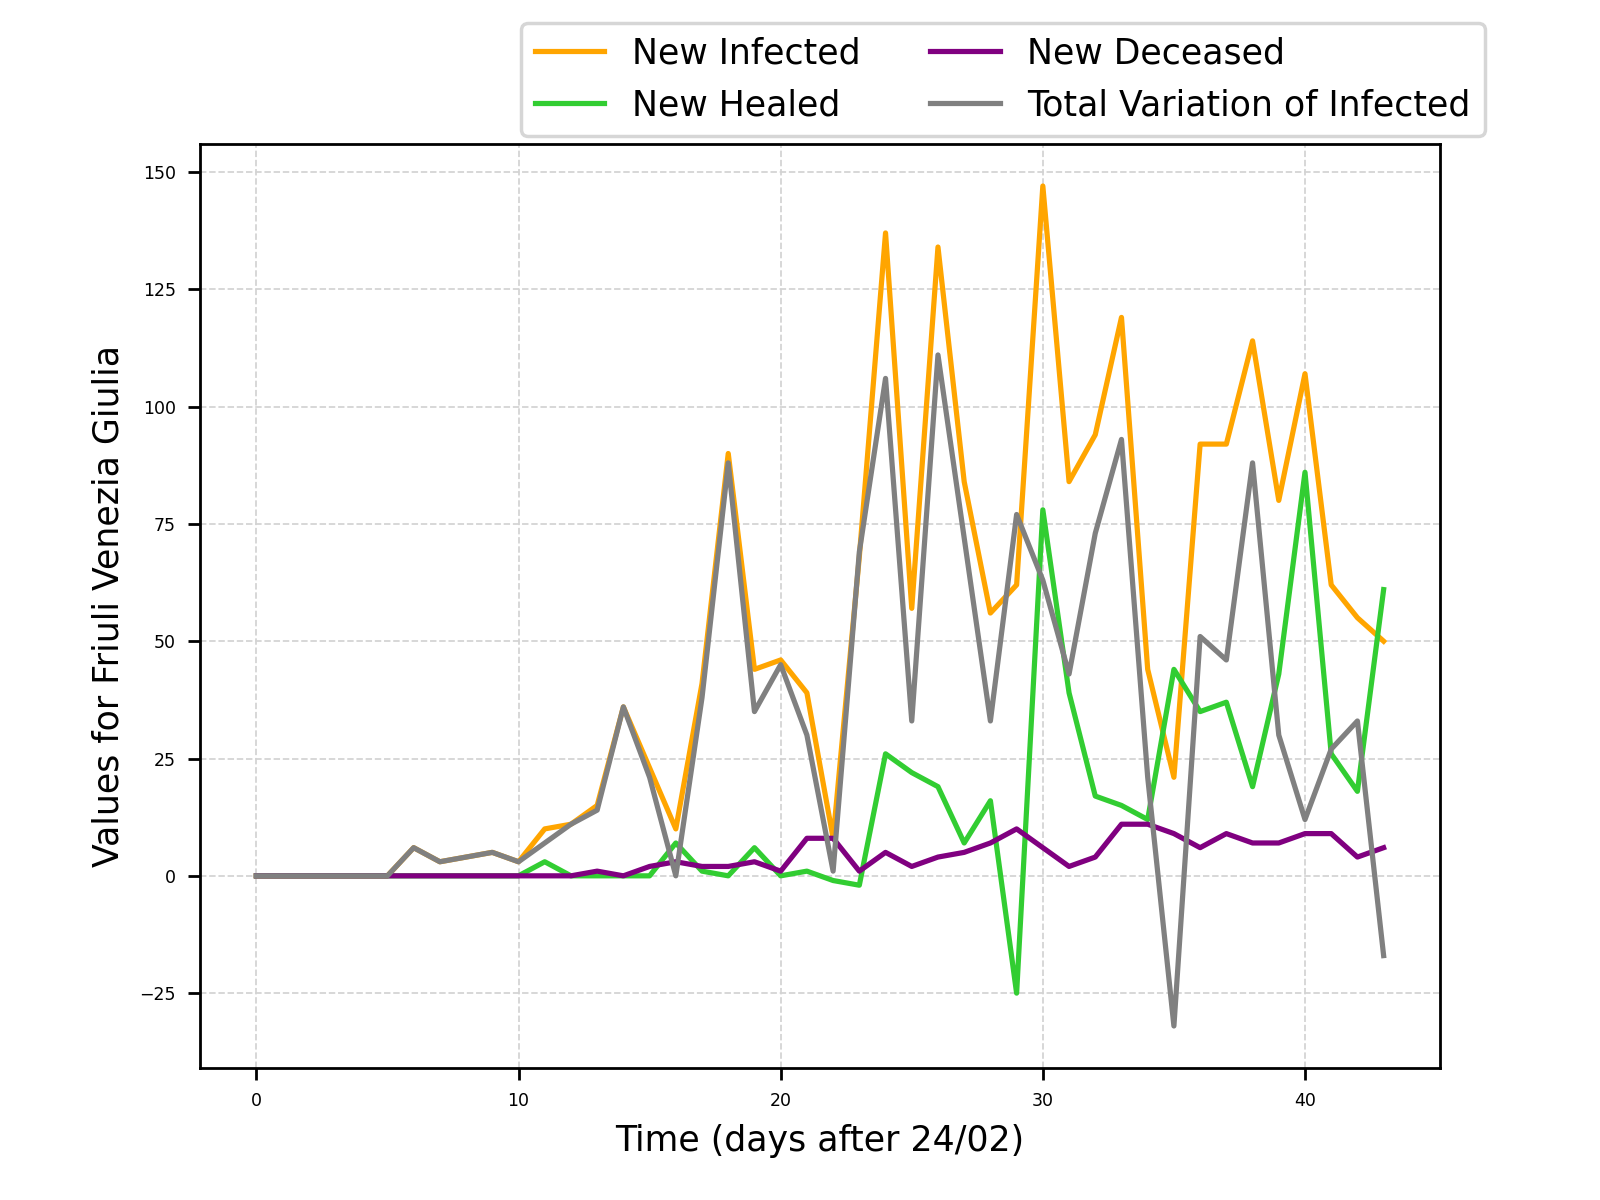 New Infected
New Healed
New Deceased
Total Variation of Infected
Values for Friuli Venezia Giulia
150
125
100
75
50
25
0
−25
0 10 20 30 40
Time (days after 24/02)